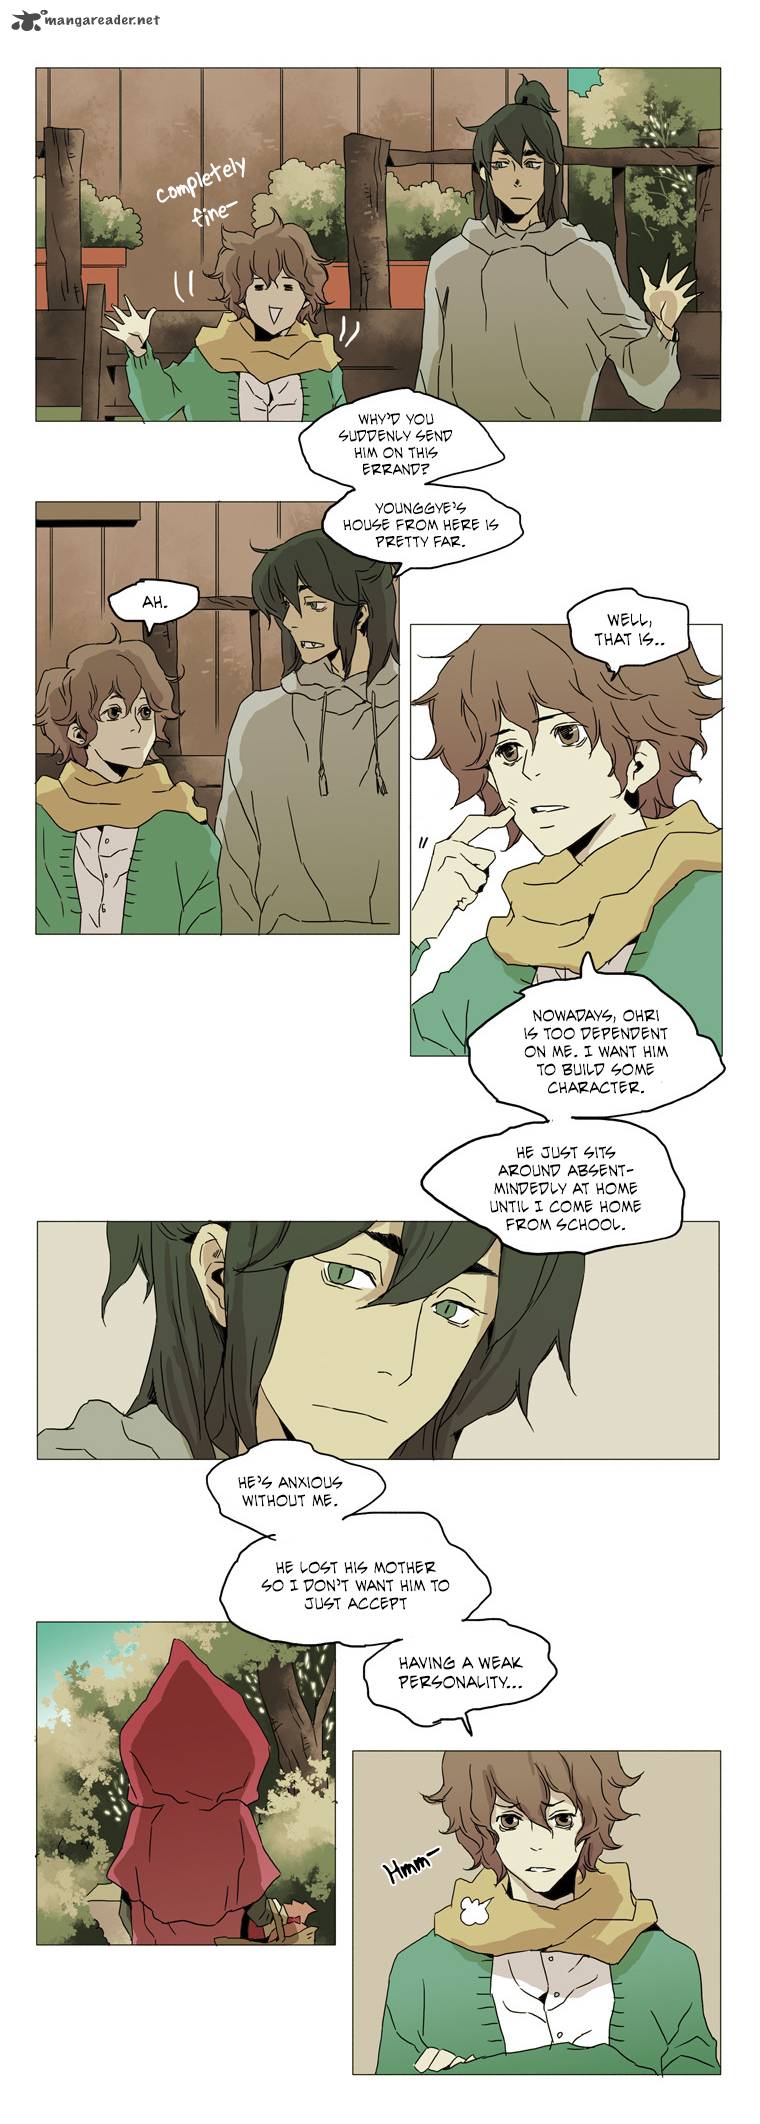 mangareader.net
completely
fine-
WHY'D YOU
SUDDENLY SEND
HIM ON THIS
ERRAND?
YOUNGGYE'S
HOUSE FROM HERE IS
PRETTY FAR.
AH.
WELL,
THAT IS..
NOWADAYS, OHRI
IS TOO DEPENDENT
ON ME. I WANT HIM
TO BUILD SOME
CHARACTER.
HE JUST SITS
AROUND ABSENT-
MINDEDLY AT HOME
UNTIL I COME HOME
FROM SCHOOL.
HE'S ANXIOUS
WITHOUT ME.
HE LOST HIS MOTHER
SO I DON'T WANT HIM TO
JUST ACCEPT
HAVING A WEAK
PERSONALITY...
Hmm-